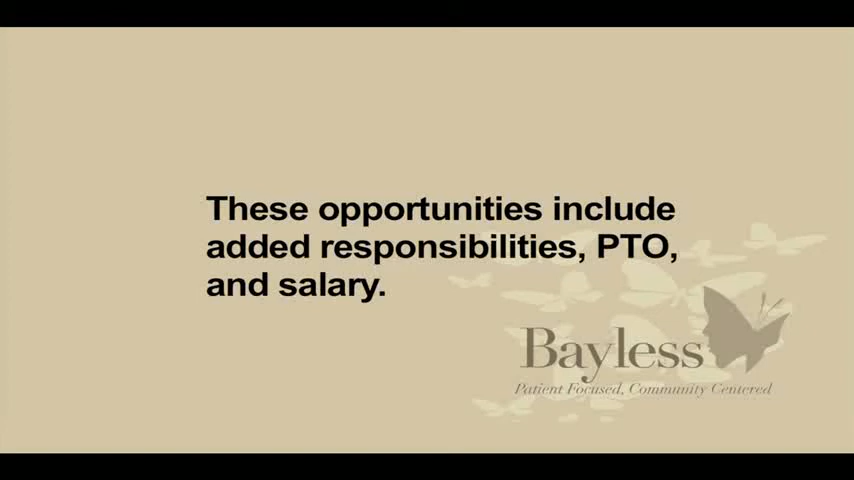 These opportunities include
added responsibilities, PTO,
and salary.
Bayless
Patient Focused, Community Centered